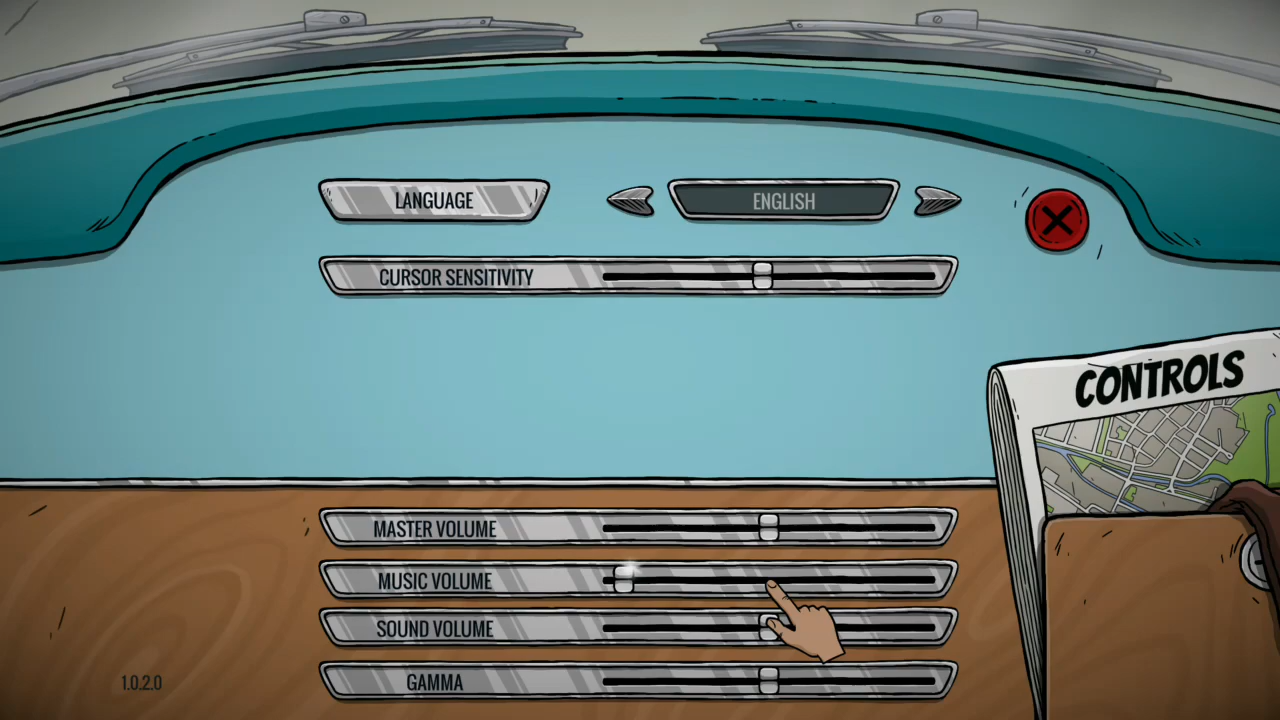 LANGUAGE
ENGLISH
CURSOR SENSITIVITY
CONTROLS
MASTER VOLUME
MUSIC VOLUME
SOUND VOLUME
GAMMA
1.0.2.0